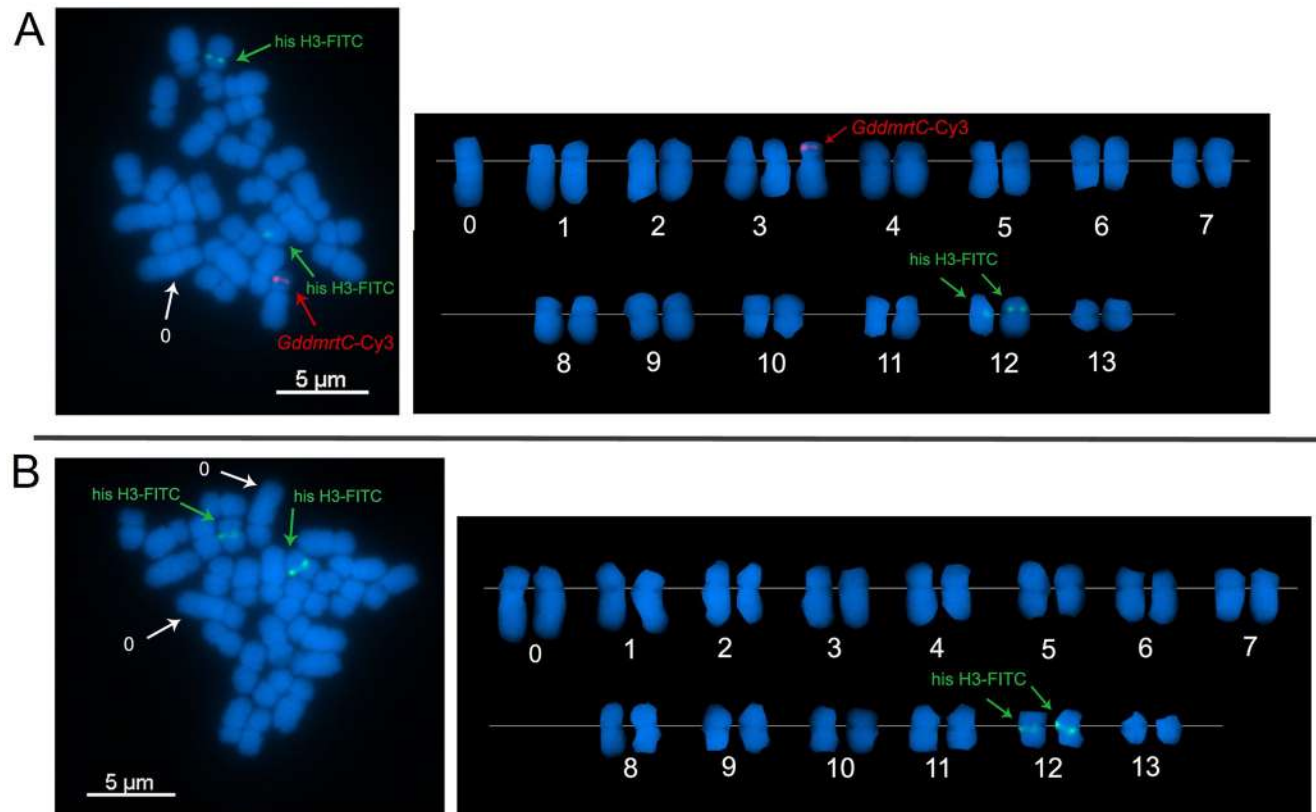 A
his H3-FITC
his H3-FITC
0
GddmrtC-Cy3
5 µm
GddmrtC-Cy3
0 1 2 3 4 5 6 7
his H3-FITC
8 9 10 11 12 13
B
0
his H3-FITC his H3-FITC
0
5 µm
0 1 2 3 4 5 6 7
his H3-FITC
8 9 10 11 12 13